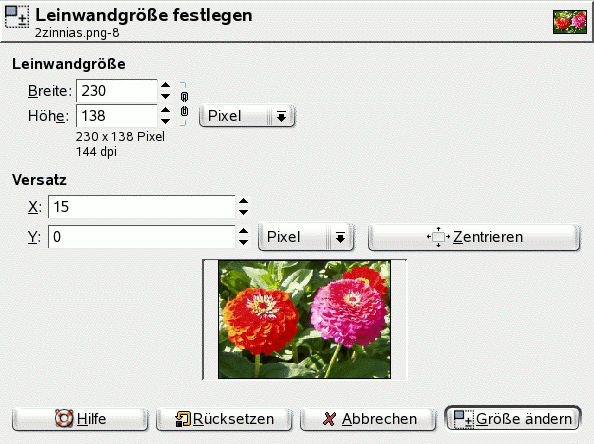 Leinwandgröße festlegen
2zinnias.png-8
Leinwandgröße
Breite: 230
Höhe: 138 Pixel
230 x 138 Pixel
144 dpi
Versatz
X: 15
Y: 0 Pixel Zentrieren
Hilfe Rücksetzen Abbrechen Größe ändern